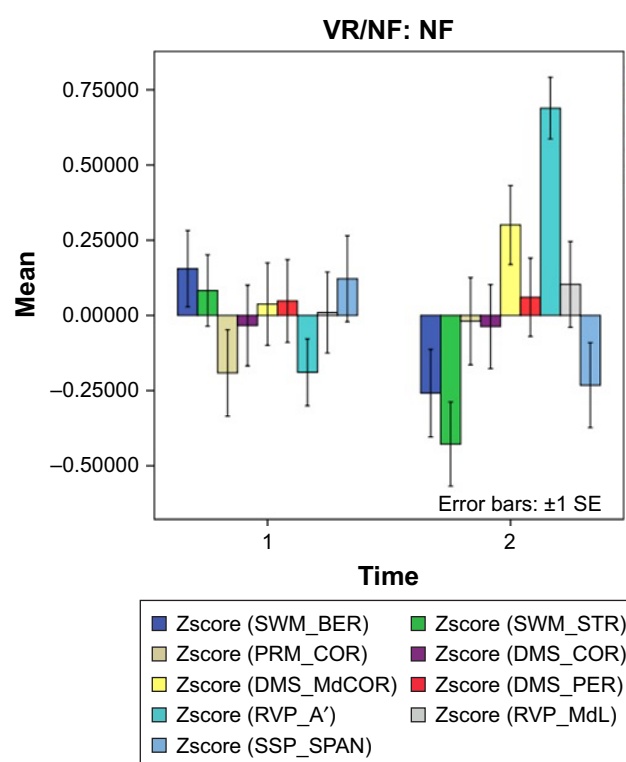 VR/NF: NF
0.75000
0.50000
0.25000
0.00000
−0.25000
−0.50000
Mean
Error bars: ±1 SE
1 2
Time
Zscore (SWM_BER) Zscore (SWM_STR)
Zscore (PRM_COR) Zscore (DMS_COR)
Zscore (DMS_MdCOR) Zscore (DMS_PER)
Zscore (RVP_A′) Zscore (RVP_MdL)
Zscore (SSP_SPAN)